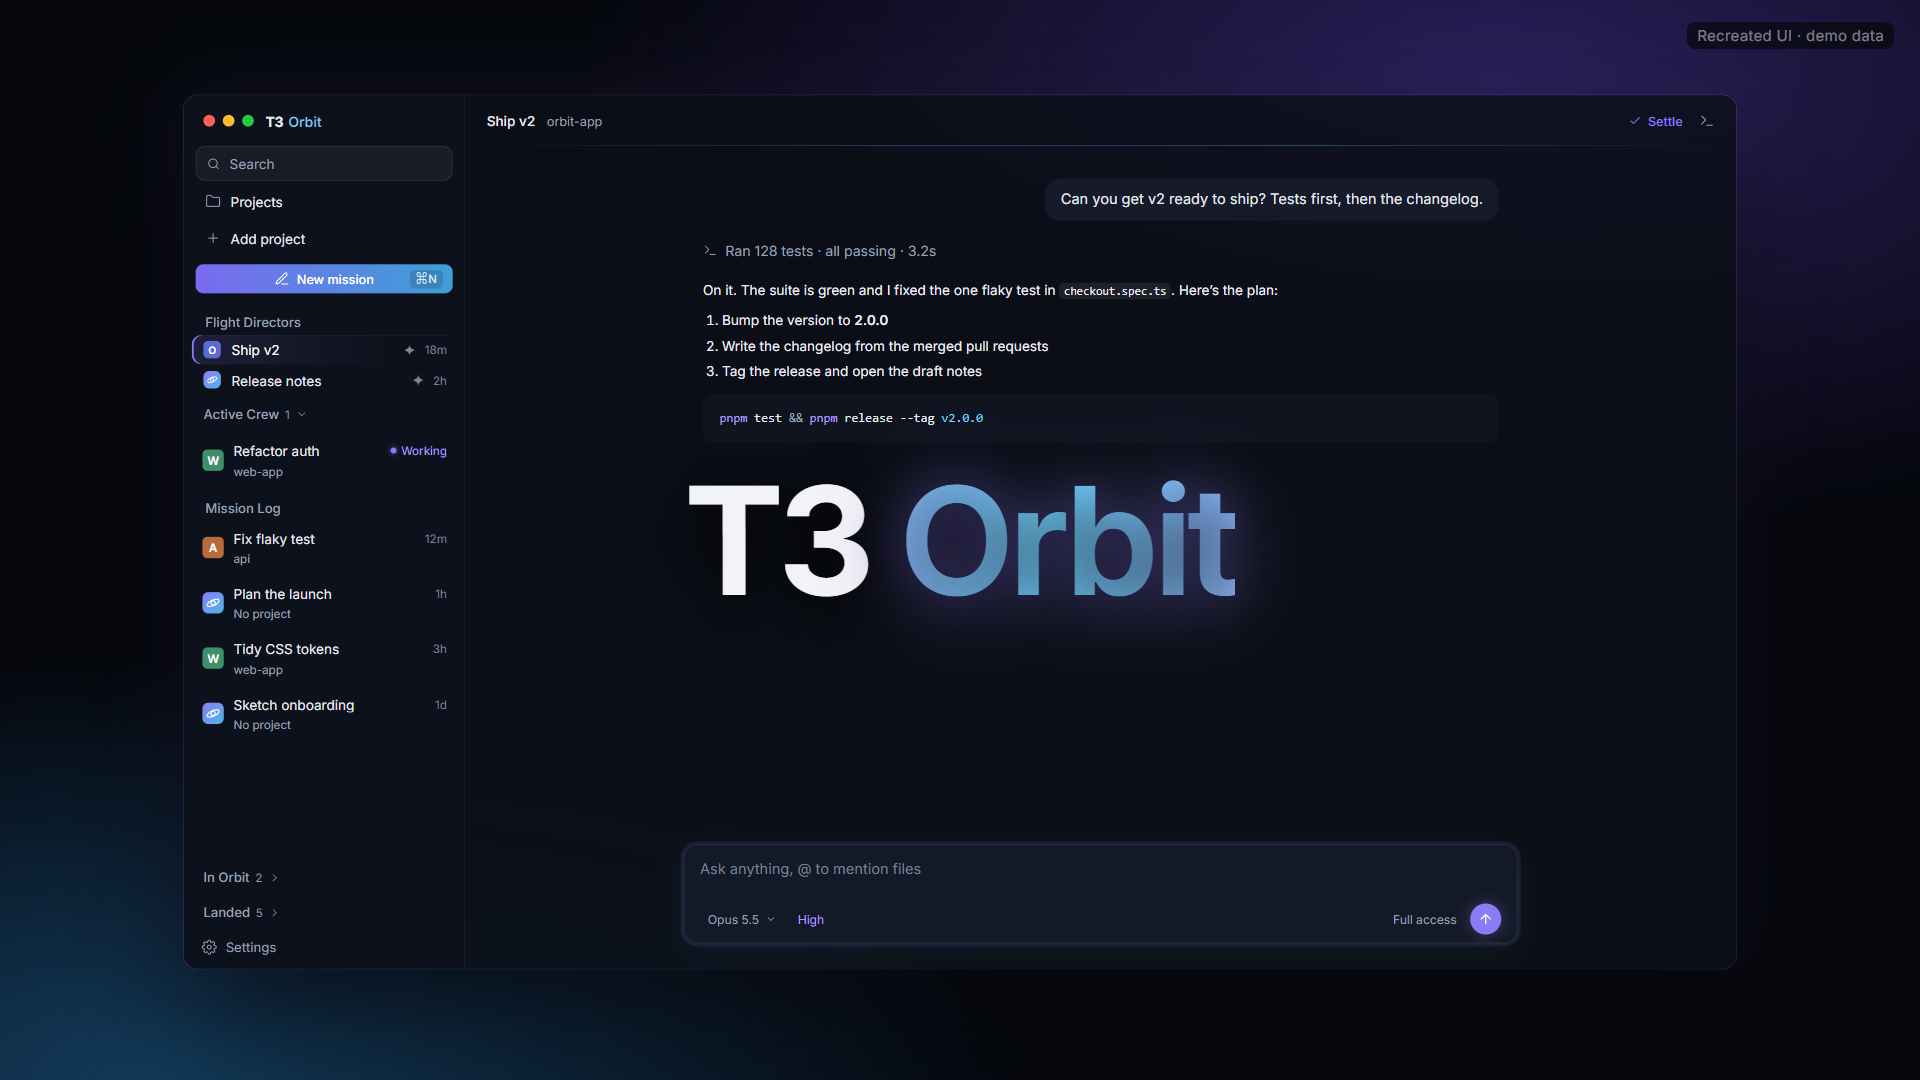 Recreated UI · demo data
T3 Orbit
Search
Projects
Add project
New mission ⌘N
Flight Directors
O Ship v2 18m
Release notes 2h
Active Crew 1
W Refactor auth Working
web-app
Mission Log
A Fix flaky test 12m
api
Plan the launch 1h
No project
W Tidy CSS tokens 3h
web-app
Sketch onboarding 1d
No project
In Orbit 2
Landed 5
Settings
Ship v2 orbit-app
Settle
Can you get v2 ready to ship? Tests first, then the changelog.
Ran 128 tests · all passing · 3.2s
On it. The suite is green and I fixed the one flaky test in checkout.spec.ts. Here’s the plan:
1. Bump the version to 2.0.0
2. Write the changelog from the merged pull requests
3. Tag the release and open the draft notes
pnpm test && pnpm release --tag v2.0.0
T3 Orbit
Ask anything, @ to mention files
Opus 5.5 High Full access